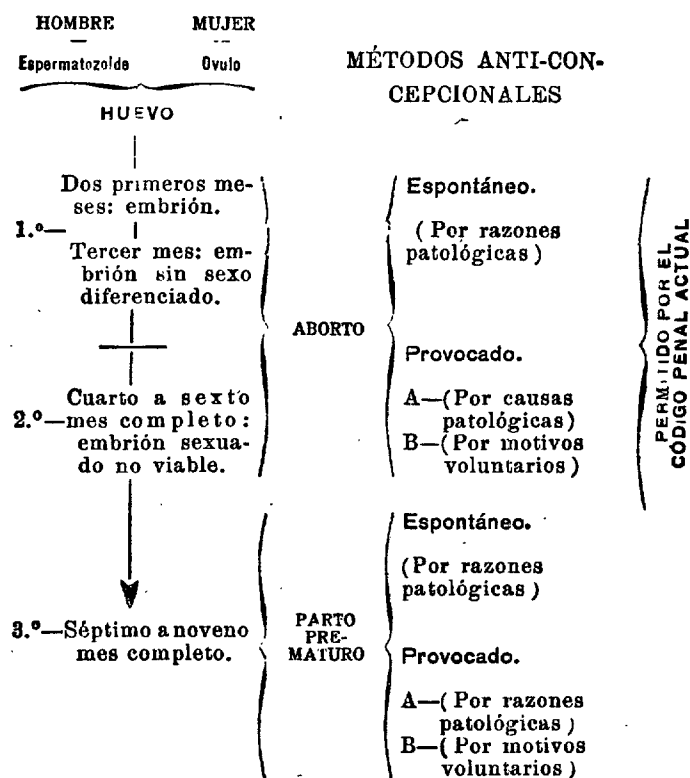 HOMBRE MUJER
Espermatozoide Ovulo
HUEVO
MÉTODOS ANTI-CON-
CEPCIONALES
1.º—
Dos primeros me-
ses: embrión.
Tercer mes: em-
brión sin sexo
diferenciado.
2.º—
Cuarto a sexto
mes completo:
embrión sexua-
do no viable.
ABORTO
Espontáneo.
(Por razones
patológicas)
Provocado.
A—(Por causas
patológicas)
B—(Por motivos
voluntarios)
PERMITIDO POR EL
CÓDIGO PENAL ACTUAL
3.º—Séptimo a noveno
mes completo.
PARTO
PRE-
MATURO
Espontáneo.
(Por razones
patológicas)
Provocado.
A—(Por razones
patológicas)
B—(Por motivos
voluntarios)